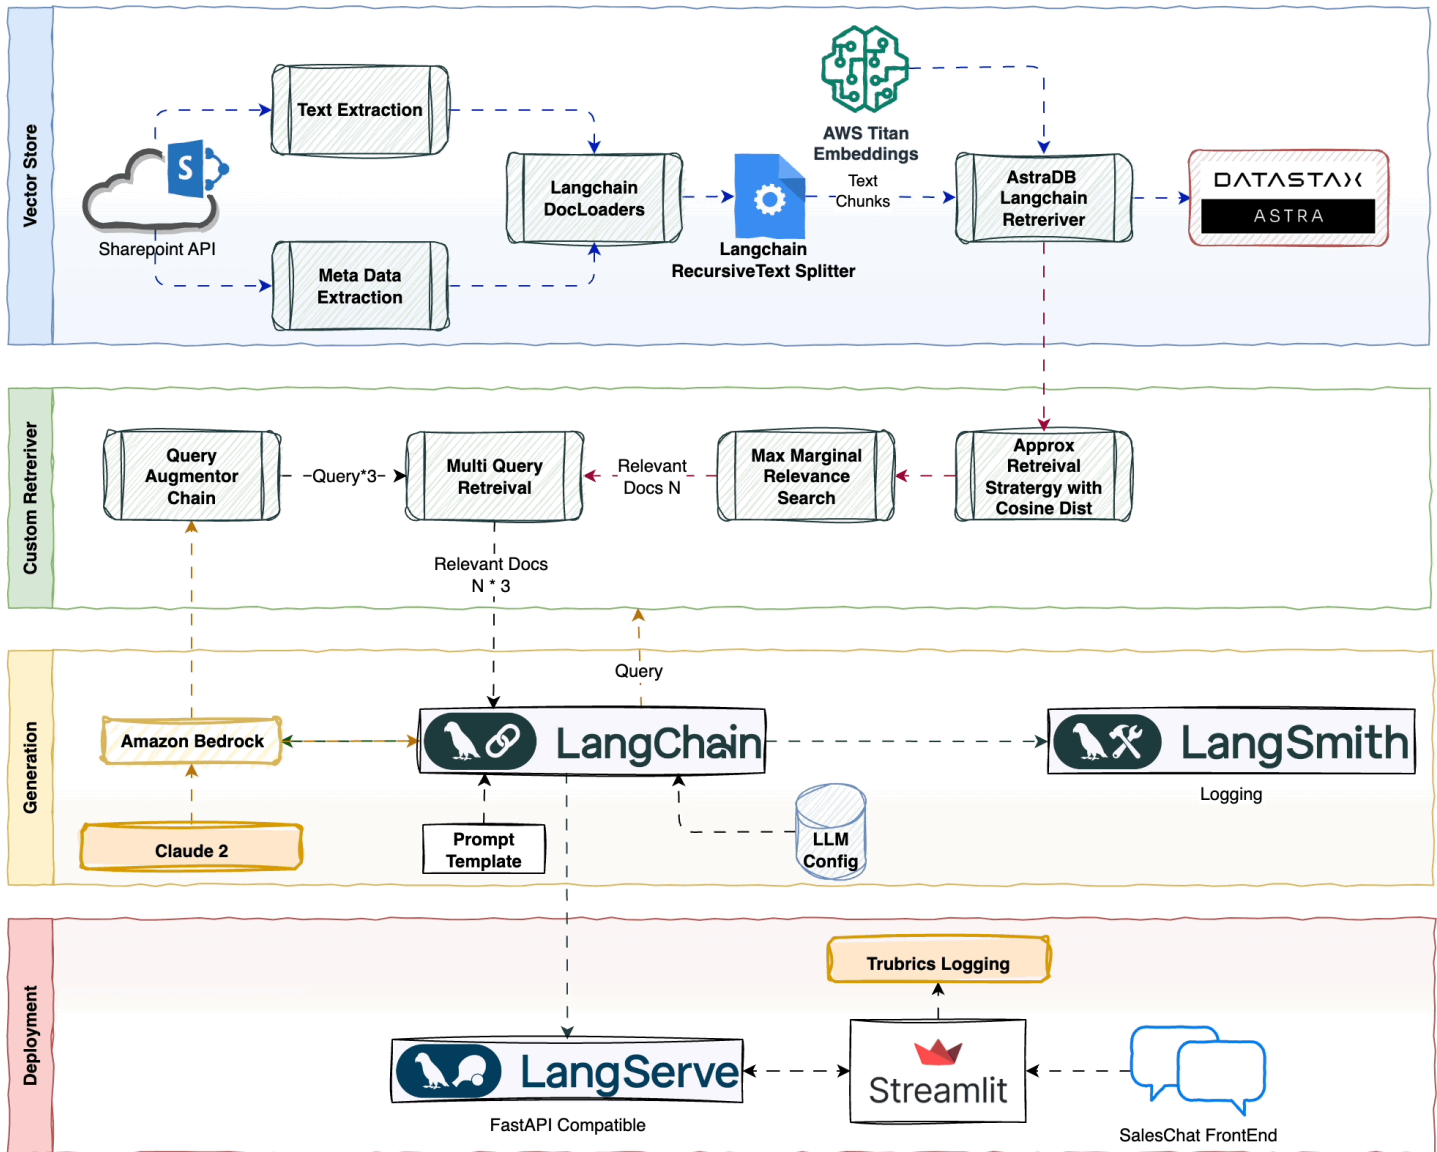 Vector Store
Text Extraction
AWS Titan
Embeddings
S
Sharepoint API
Langchain
DocLoaders
Text
Chunks
AstraDB
Langchain
Retreriver
DATASTAX
ASTRA
Langchain
RecursiveText Splitter
Meta Data
Extraction
Custom Retreriver
Query
Augmentor
Chain
Query*3
Multi Query
Retreival
Relevant
Docs N
Max Marginal
Relevance
Search
Approx
Retreival
Stratergy with
Cosine Dist
Relevant Docs
N * 3
Generation
Query
Amazon Bedrock
LangChain
LangSmith
Logging
Claude 2
Prompt
Template
LLM
Config
Deployment
Trubrics Logging
LangServe
FastAPI Compatible
Streamlit
SalesChat FrontEnd